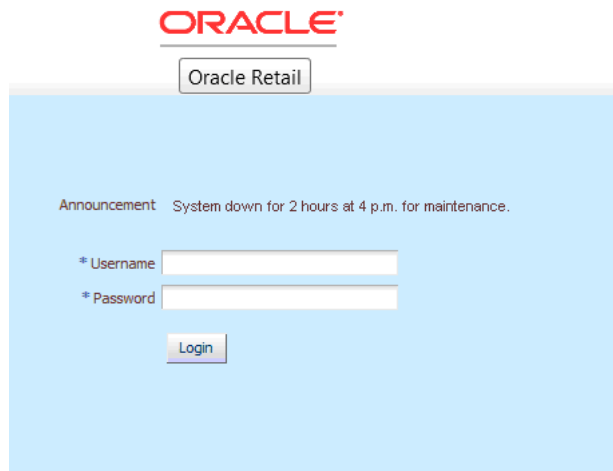 ORACLE
Oracle Retail
Announcement System down for 2 hours at 4 p.m. for maintenance.
* Username
* Password
Login